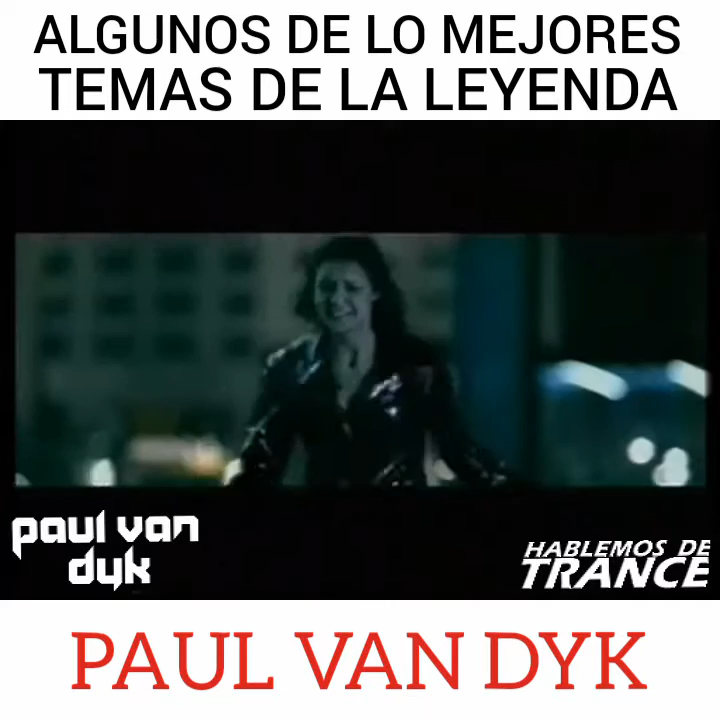 ALGUNOS DE LO MEJORES
TEMAS DE LA LEYENDA
paul van
dyk
HABLEMOS DE
TRANCE
PAUL VAN DYK